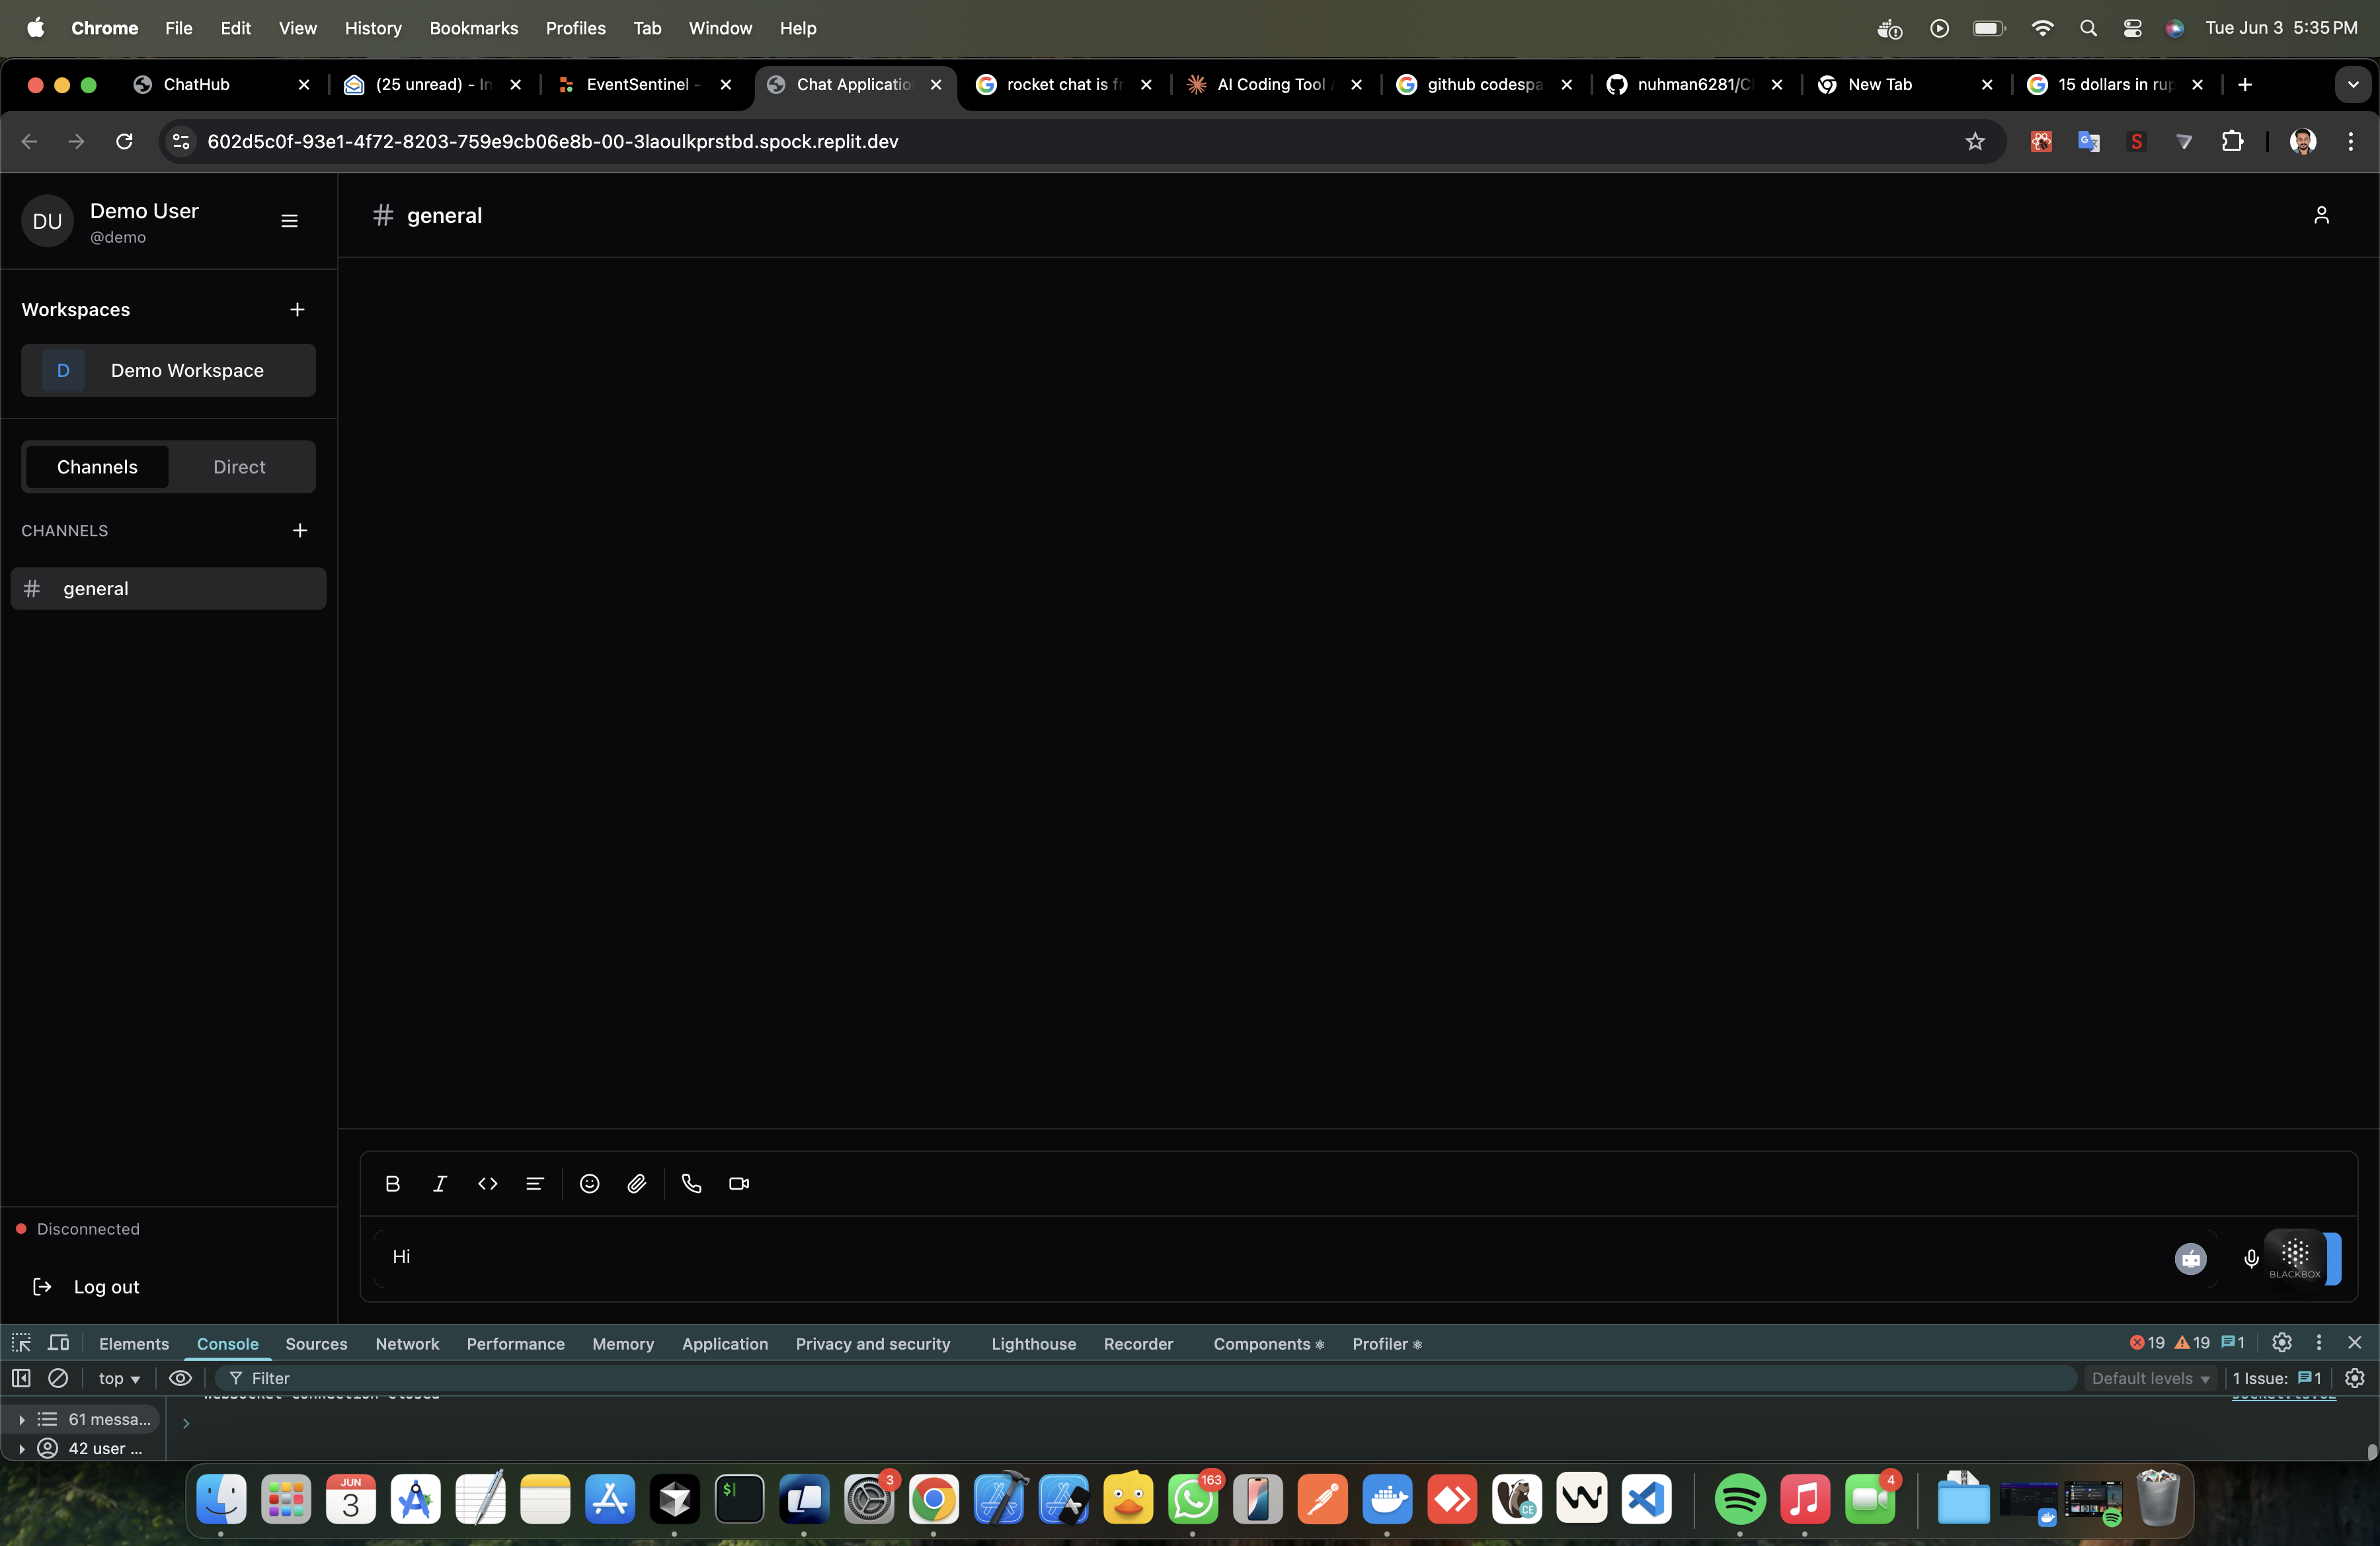 Chrome File Edit View History Bookmarks Profiles Tab Window Help Tue Jun 3 5:35 PM
ChatHub (25 unread) - In EventSentinel - Chat Applicatio rocket chat is fr AI Coding Tool github codespa nuhman6281/C New Tab 15 dollars in rup
602d5c0f-93e1-4f72-8203-759e9cb06e8b-00-3laoulkprstbd.spock.replit.dev
DU
Demo User
@demo
# general
Workspaces
D Demo Workspace
Channels Direct
CHANNELS
# general
Disconnected
Log out
Hi
BLACKBOX
Elements Console Sources Network Performance Memory Application Privacy and security Lighthouse Recorder Components Profiler 19 19 1
top Filter Default levels 1 Issue: 1
WebSocket connection closed
61 messa...
42 user ...
JUN
3
$
3
163
CE
4